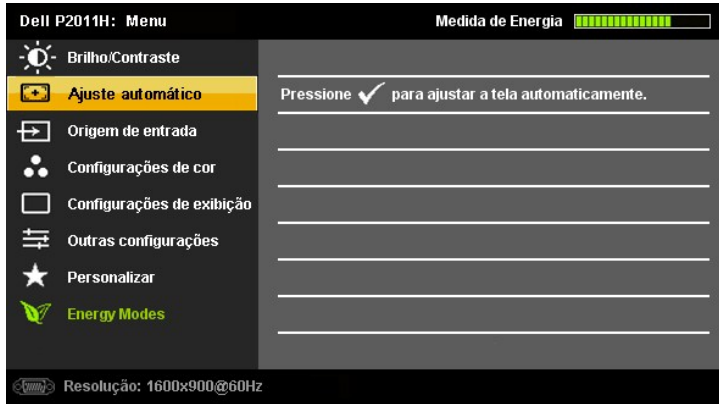 Dell P2011H: Menu
Medida de Energia
Brilho/Contraste
Ajuste automático
Pressione para ajustar a tela automaticamente.
Origem de entrada
Configurações de cor
Configurações de exibição
Outras configurações
Personalizar
Energy Modes
Resolução: 1600x900@60Hz